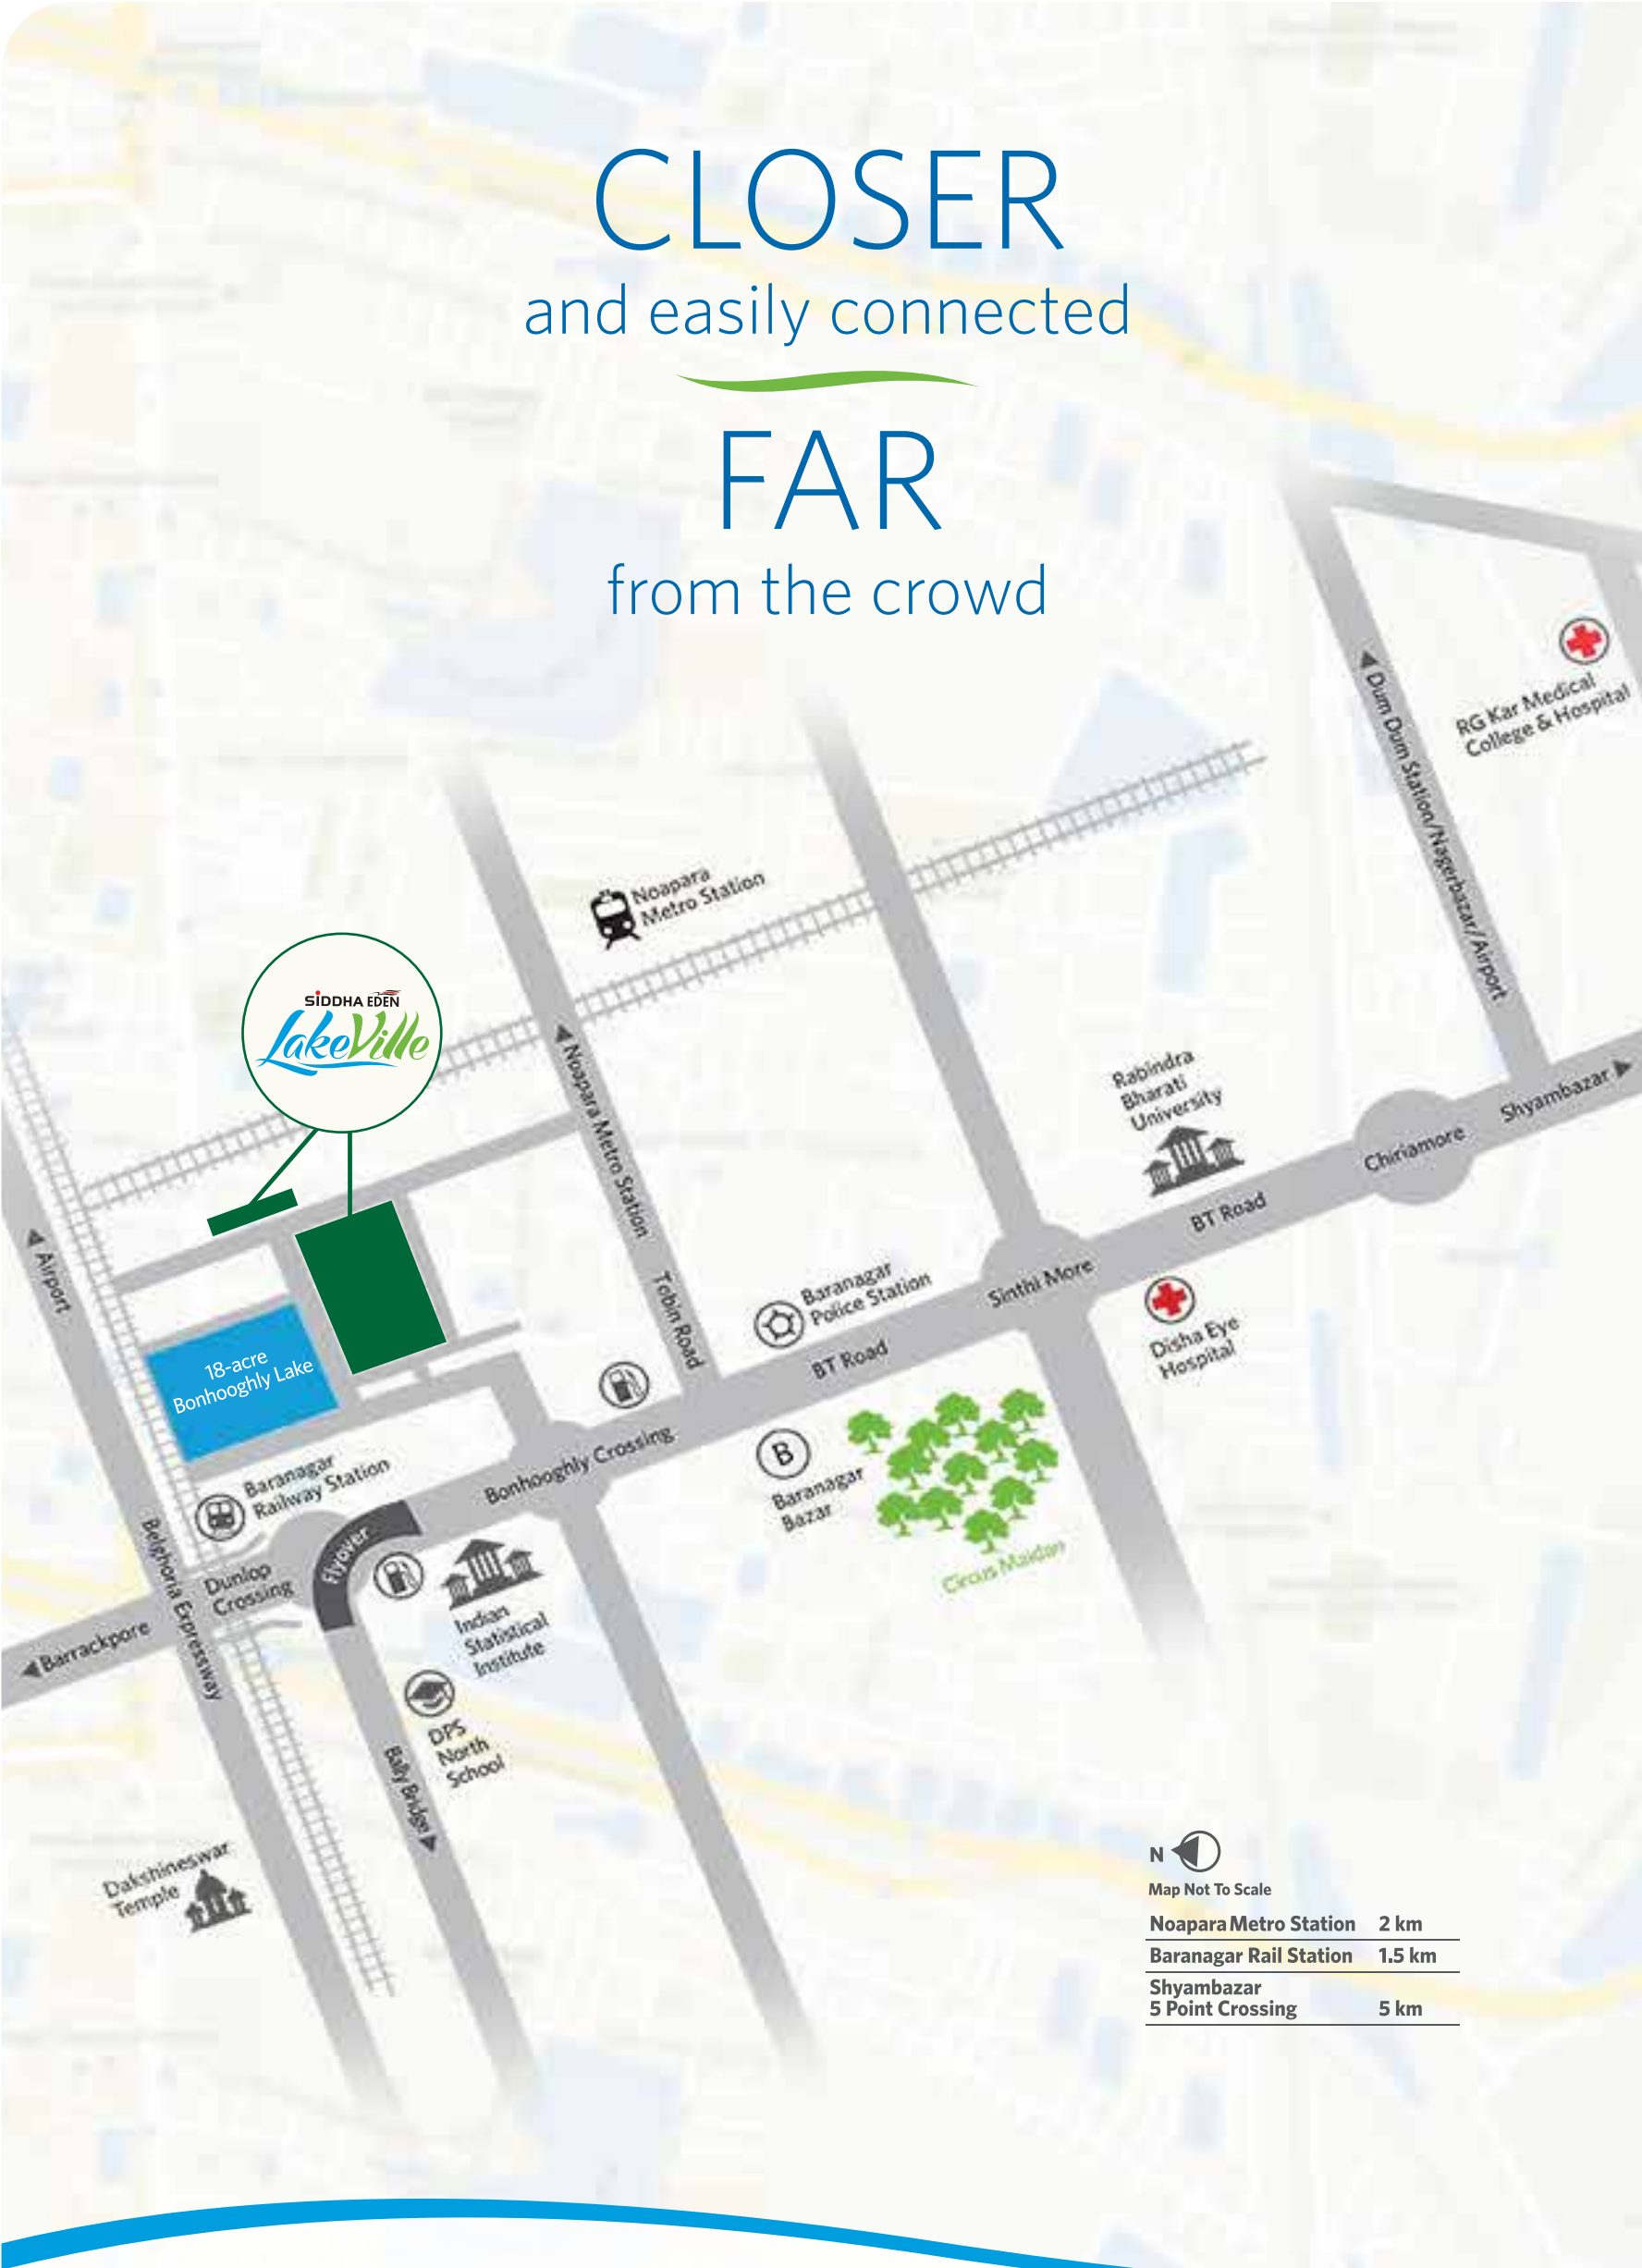 CLOSER
and easily connected
FAR
from the crowd
RG Kar Medical
College & Hospital
Dum Dum Station/Nagerbazar/Airport
Noapara
Metro Station
SIDDHA EDEN
LakeVille
Noapara Metro Station
Tobin Road
Rabindra
Bharati
University
Shyambazar
Chiriamore
BT Road
Sinthi More
Disha Eye
Hospital
Baranagar
Police Station
BT Road
Airport
18-acre
Bonhooghly Lake
Bonhooghly Crossing
B
Baranagar
Bazar
Circus Maidan
Baranagar
Railway Station
Flyover
Dunlop
Crossing
Belghoria Expressway
Barrackpore
Indian
Statistical
Institute
DPS
North
School
Bally Bridge
Dakshineswar
Temple
N
Map Not To Scale
Noapara Metro Station 2 km
Baranagar Rail Station 1.5 km
Shyambazar
5 Point Crossing 5 km